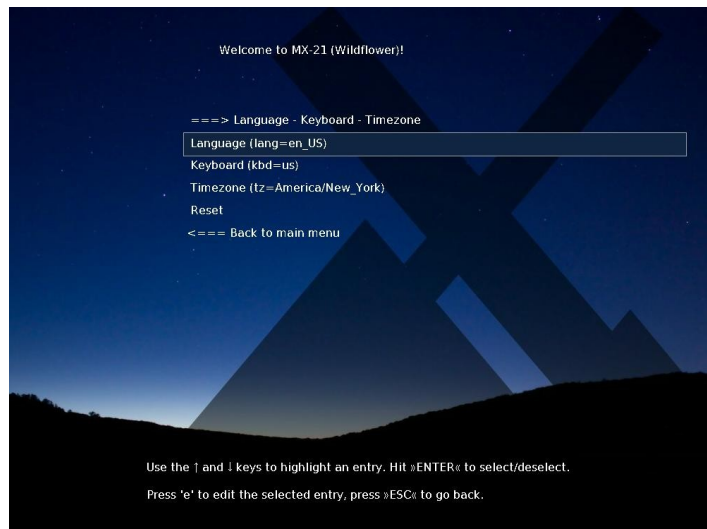 Welcome to MX-21 (Wildflower)!
===> Language - Keyboard - Timezone
Language (lang=en_US)
Keyboard (kbd=us)
Timezone (tz=America/New_York)
Reset
<=== Back to main menu
Use the ↑ and ↓ keys to highlight an entry. Hit »ENTER« to select/deselect.
Press 'e' to edit the selected entry, press »ESC« to go back.